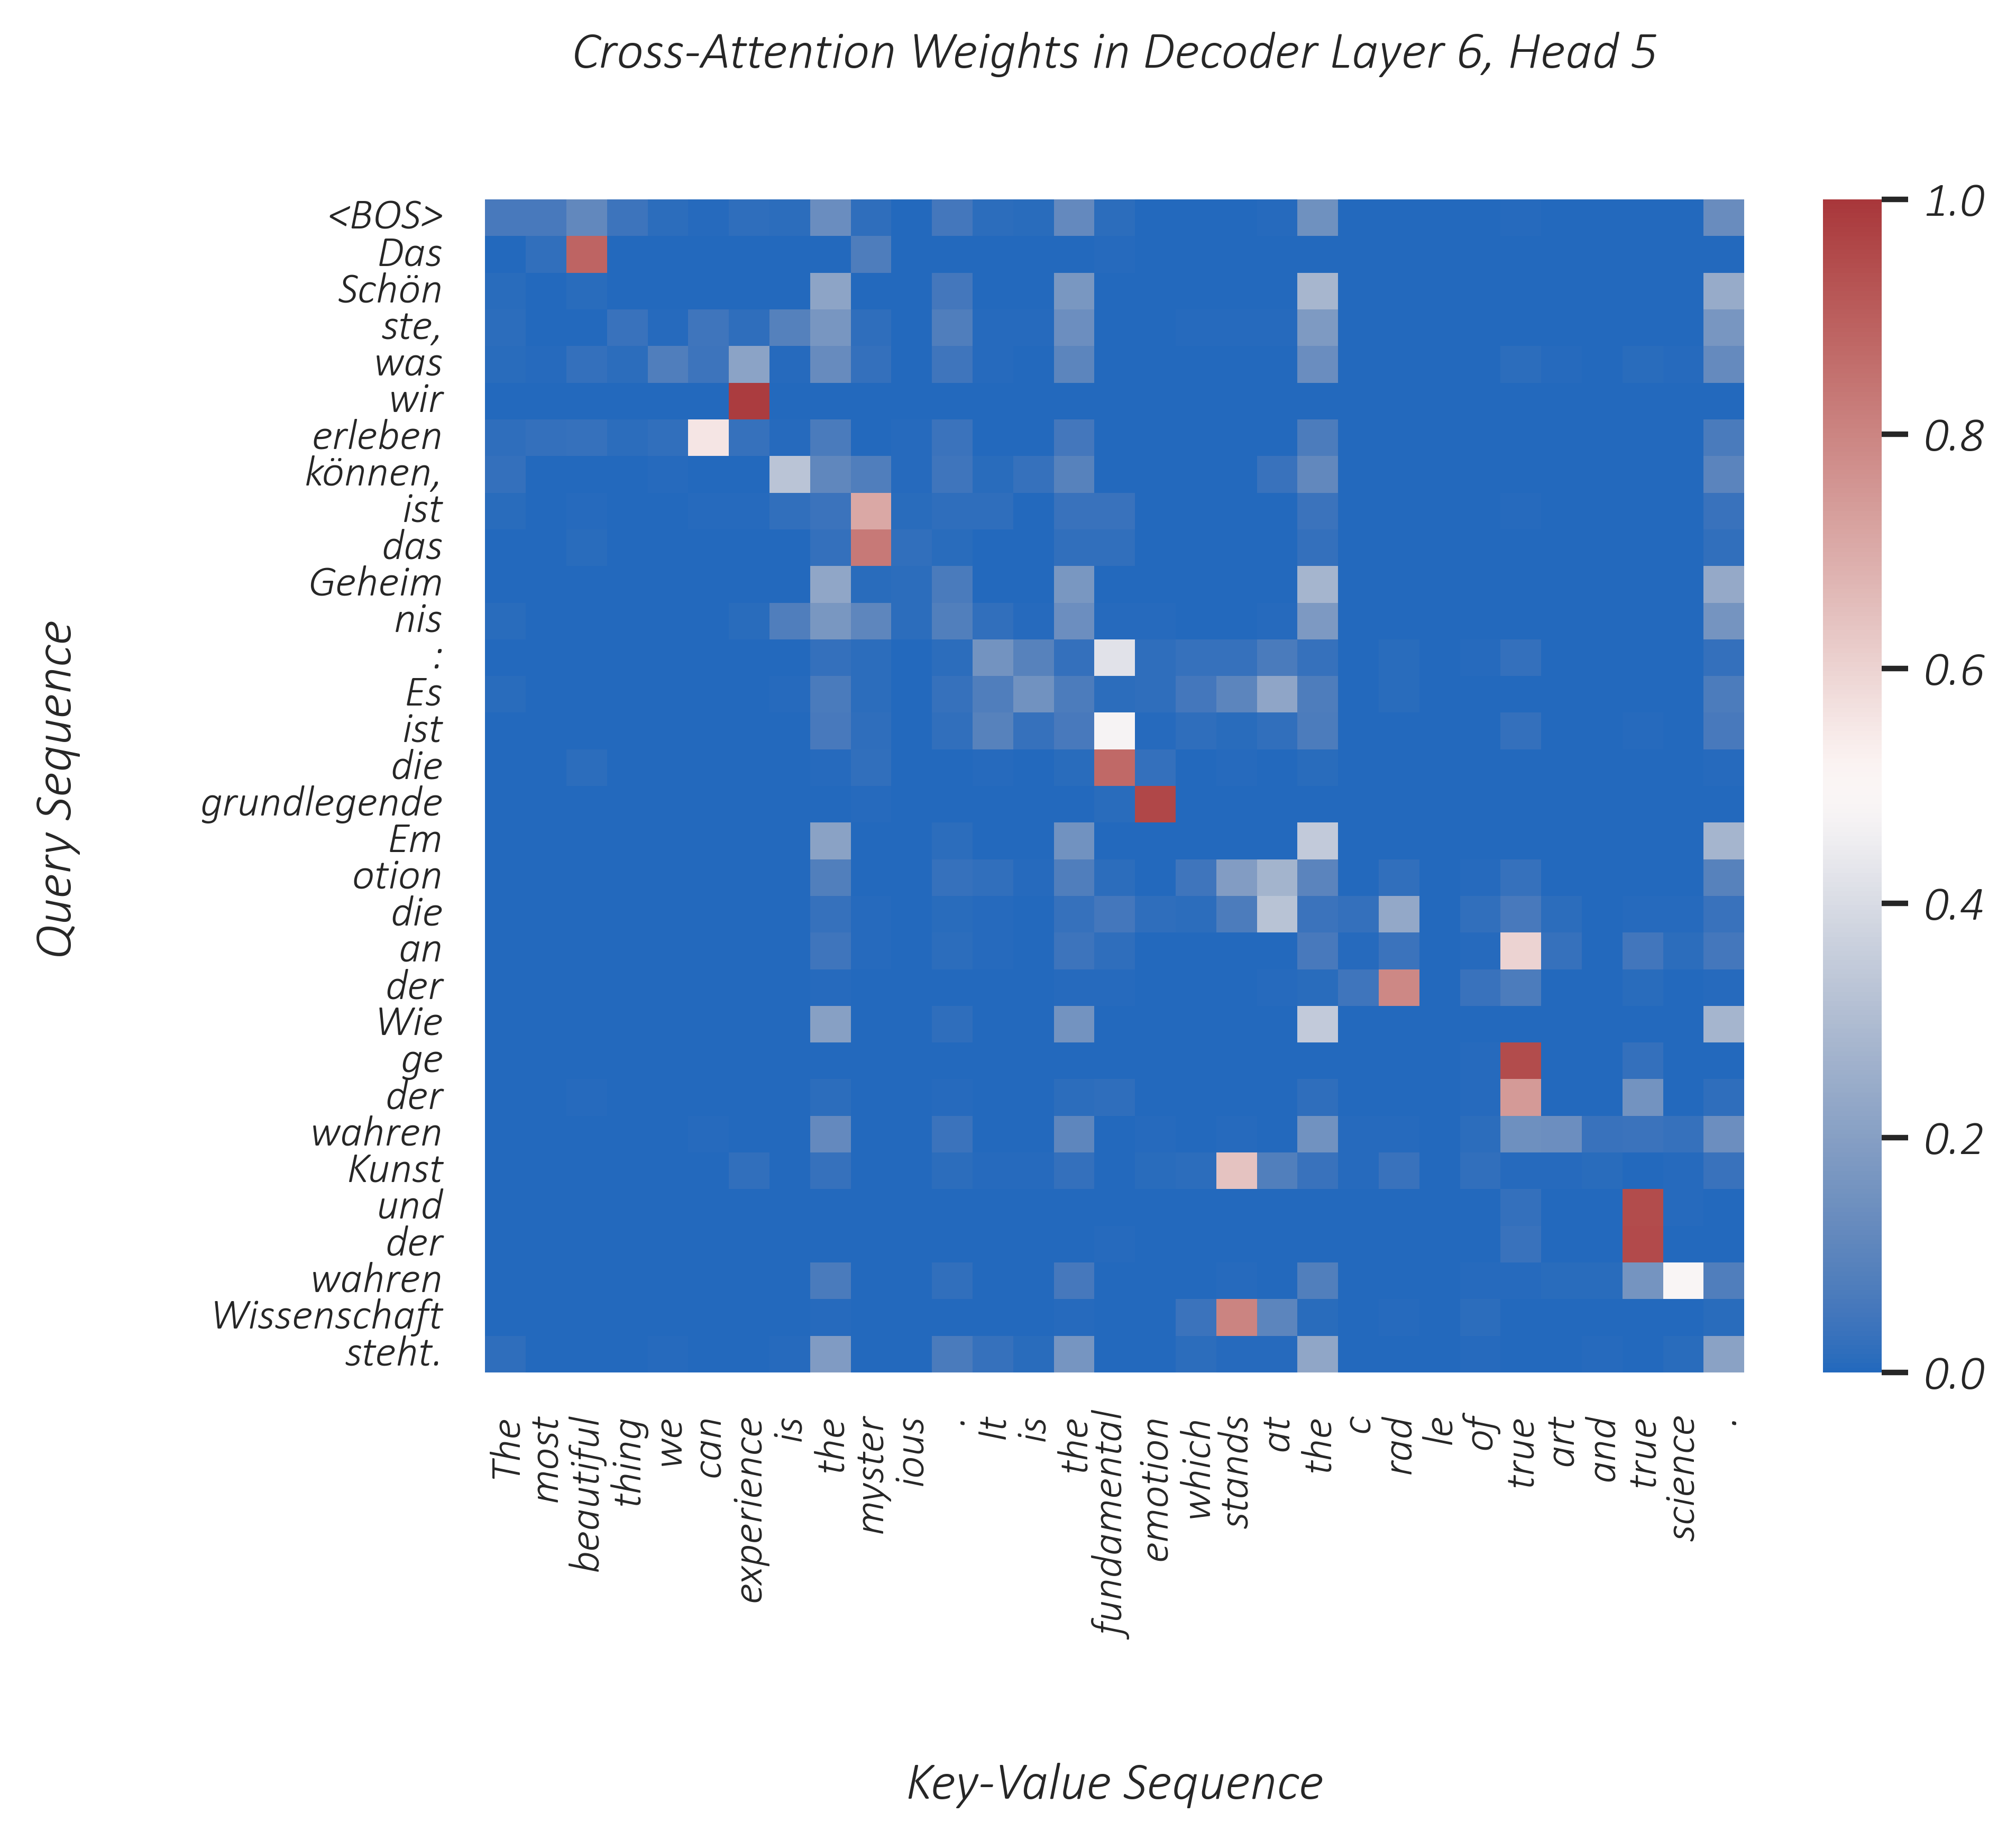 Cross-Attention Weights in Decoder Layer 6, Head 5
Query Sequence
<BOS>
Das
Schön
ste,
was
wir
erleben
können,
ist
das
Geheim
nis
:
Es
ist
die
grundlegende
Em
otion
die
an
der
Wie
ge
der
wahren
Kunst
und
der
wahren
Wissenschaft
steht.
1.0
0.8
0.6
0.4
0.2
0.0
The
most
beautiful
thing
we
can
experience
is
the
myster
ious
.
It
is
the
fundamental
emotion
which
stands
at
the
c
rad
le
of
true
art
and
true
science
.
Key-Value Sequence